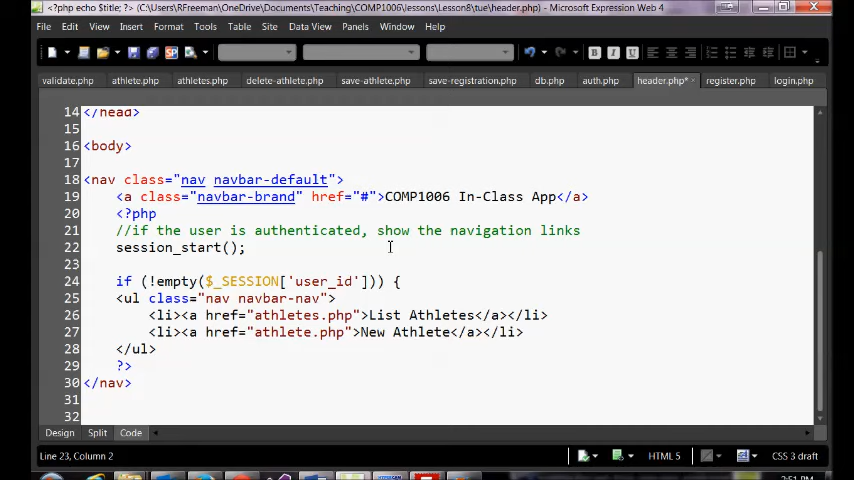 <?php echo $title; ?> (C:\Users\RFreeman\OneDrive\Documents\Teaching\COMP1006\lessons\Lesson8\tue\header.php) - Microsoft Expression Web 4
File Edit View Insert Format Tools Table Site Data View Panels Window Help
B I U
validate.php athlete.php athletes.php delete-athlete.php save-athlete.php save-registration.php db.php auth.php header.php* × register.php login.php
14 </head>
15
16 <body>
17
18 <nav class="nav navbar-default">
19 <a class="navbar-brand" href="#">COMP1006 In-Class App</a>
20 <?php
21 //if the user is authenticated, show the navigation links
22 session_start();
23
24 if (!empty($_SESSION['user_id'])) {
25 <ul class="nav navbar-nav">
26 <li><a href="athletes.php">List Athletes</a></li>
27 <li><a href="athlete.php">New Athlete</a></li>
28 </ul>
29 ?>
30 </nav>
31
32
Design Split Code
Line 23, Column 2 HTML 5 CSS 3 draft